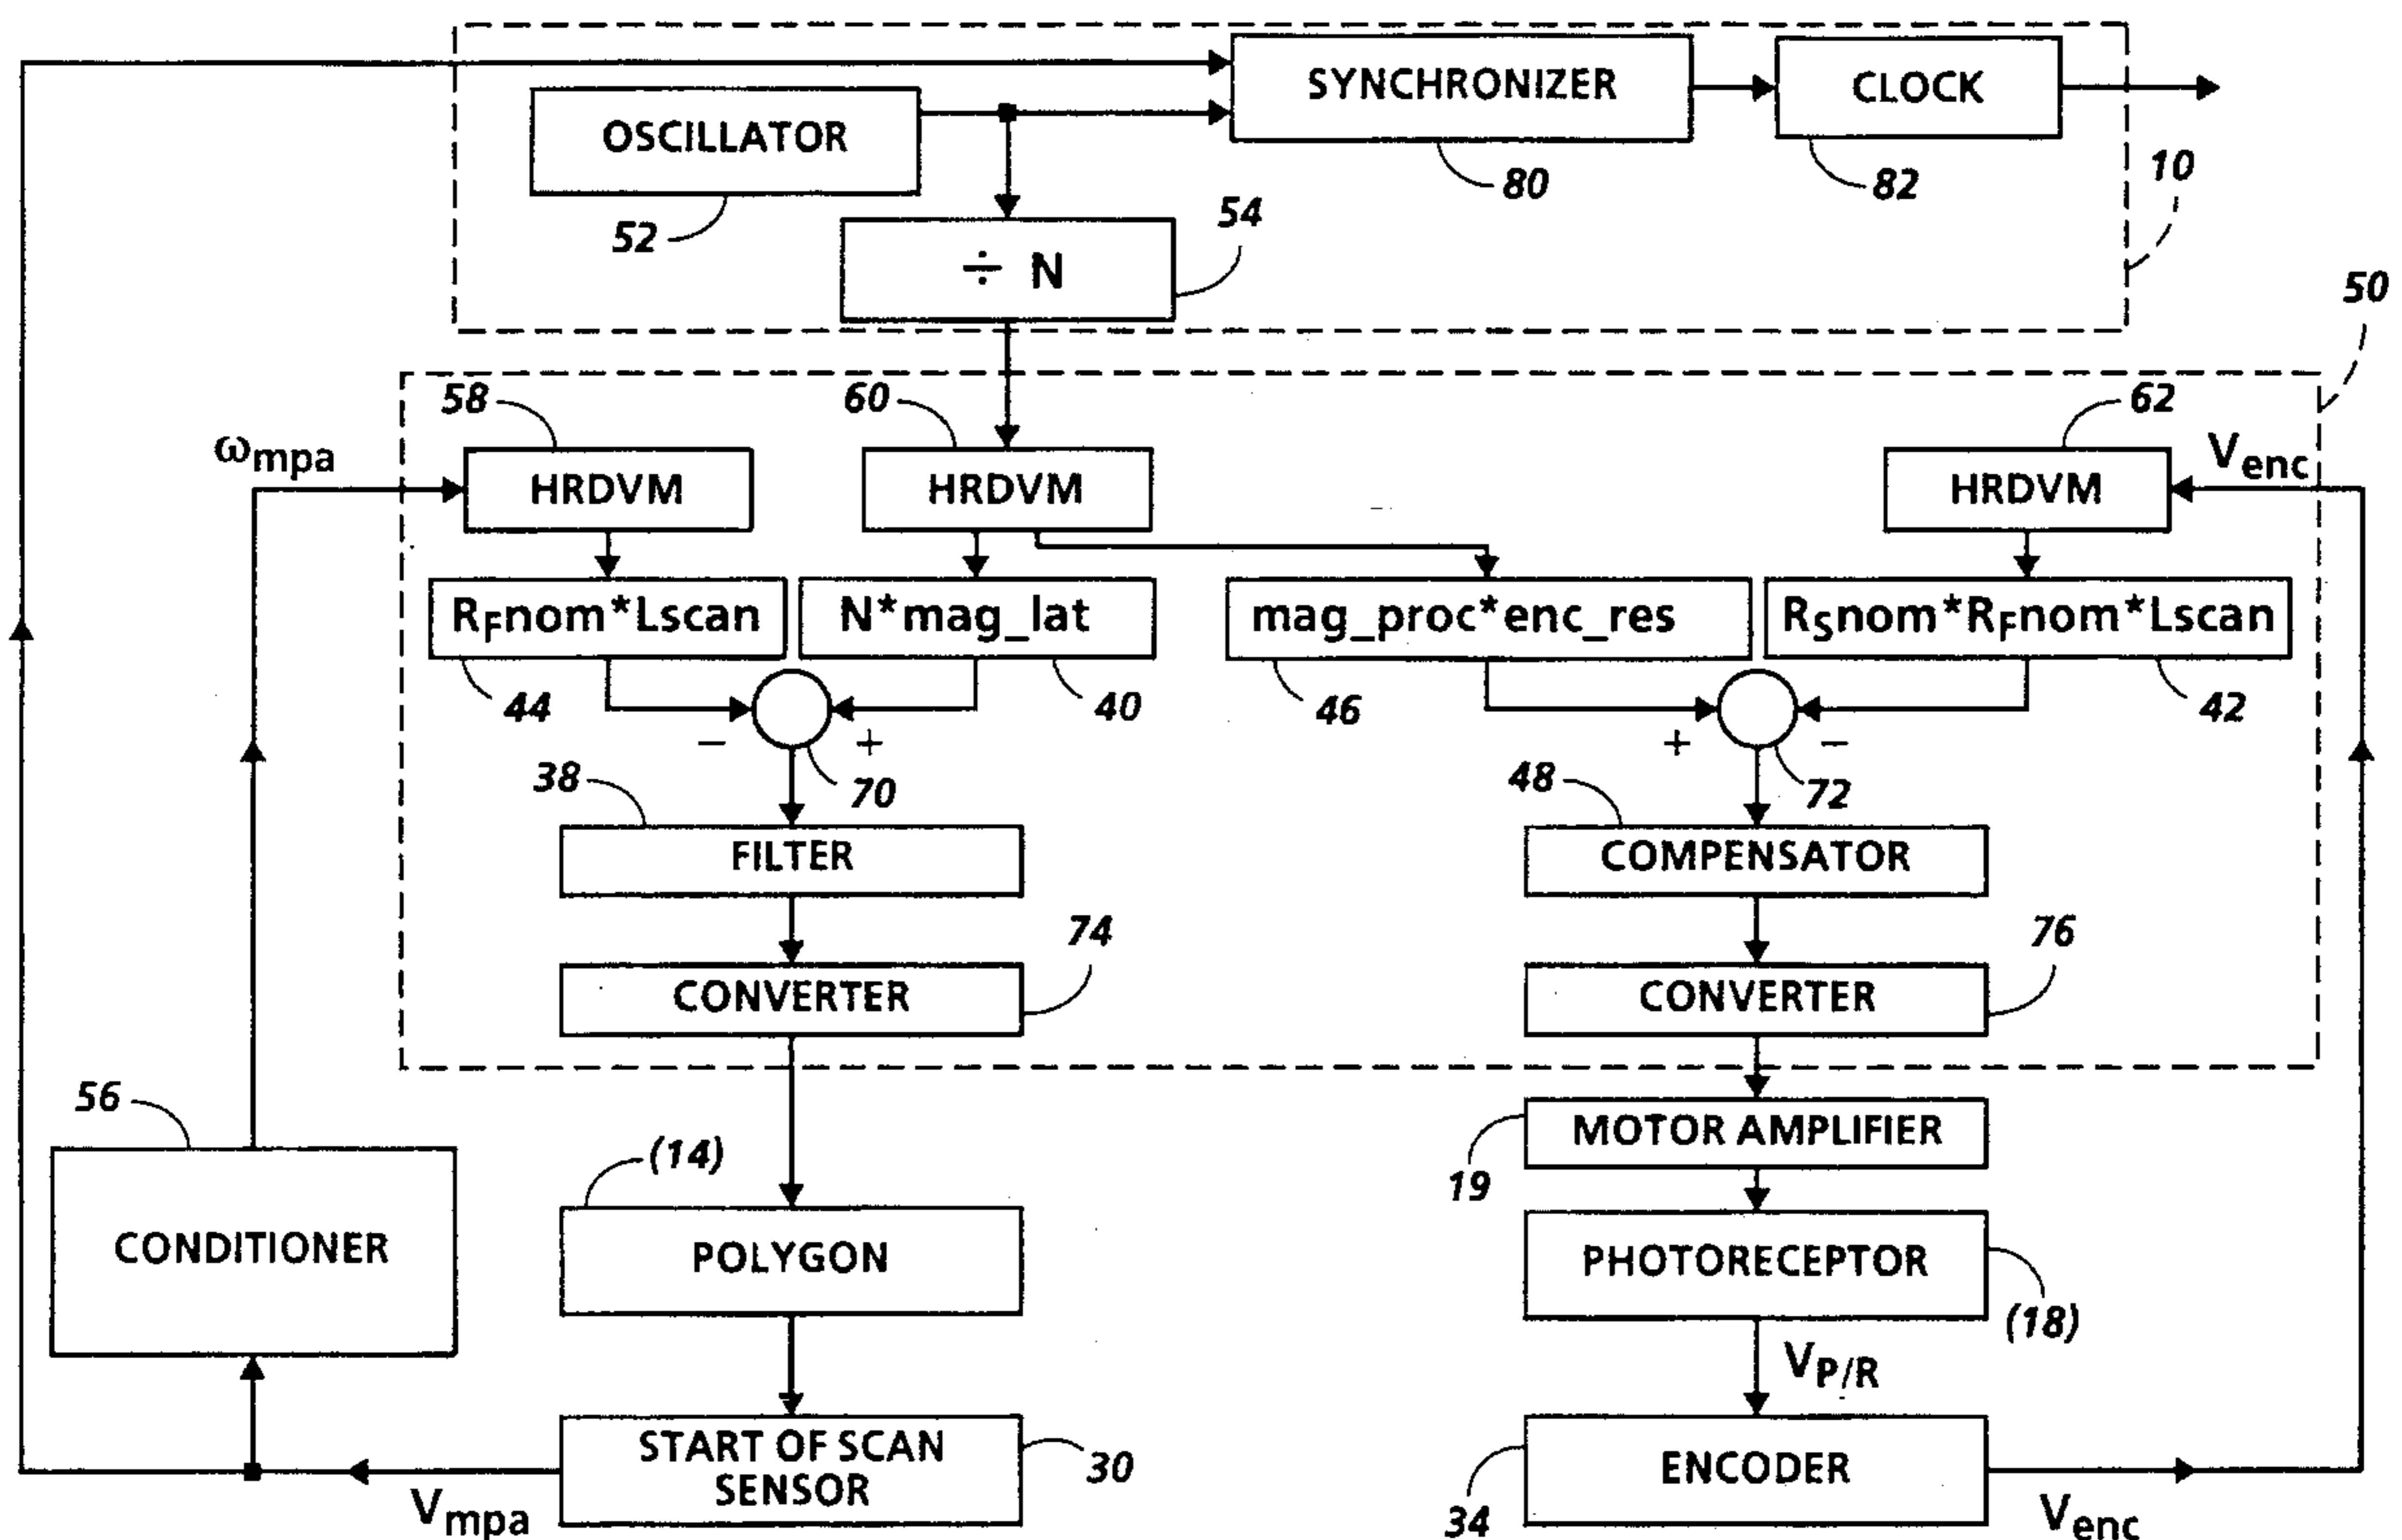 SYNCHRONIZER
CLOCK
OSCILLATOR
80
82
10
52
54
÷ N
50
58
60
62
ωmpa
HRDVM
HRDVM
HRDVM
Venc
RFnom*Lscan
N*mag_lat
mag_proc*enc_res
RSnom*RFnom*Lscan
44
40
46
42
− +
+ −
70
72
38
48
FILTER
COMPENSATOR
74
76
CONVERTER
CONVERTER
56
MOTOR AMPLIFIER
19
(14)
CONDITIONER
POLYGON
PHOTORECEPTOR
(18)
VP/R
START OF SCAN
SENSOR
30
ENCODER
34
Vmpa
Venc